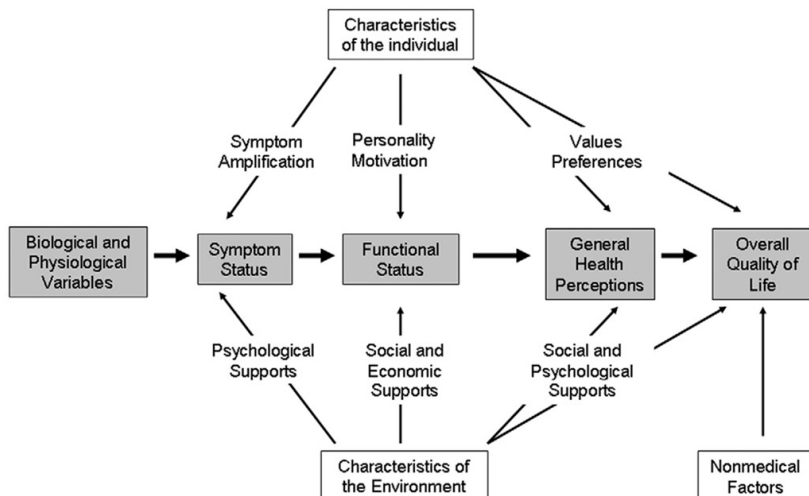 Characteristics
of the individual
Symptom
Amplification
Personality
Motivation
Values
Preferences
Biological and
Physiological
Variables
Symptom
Status
Functional
Status
General
Health
Perceptions
Overall
Quality of
Life
Psychological
Supports
Social and
Economic
Supports
Social and
Psychological
Supports
Characteristics of
the Environment
Nonmedical
Factors